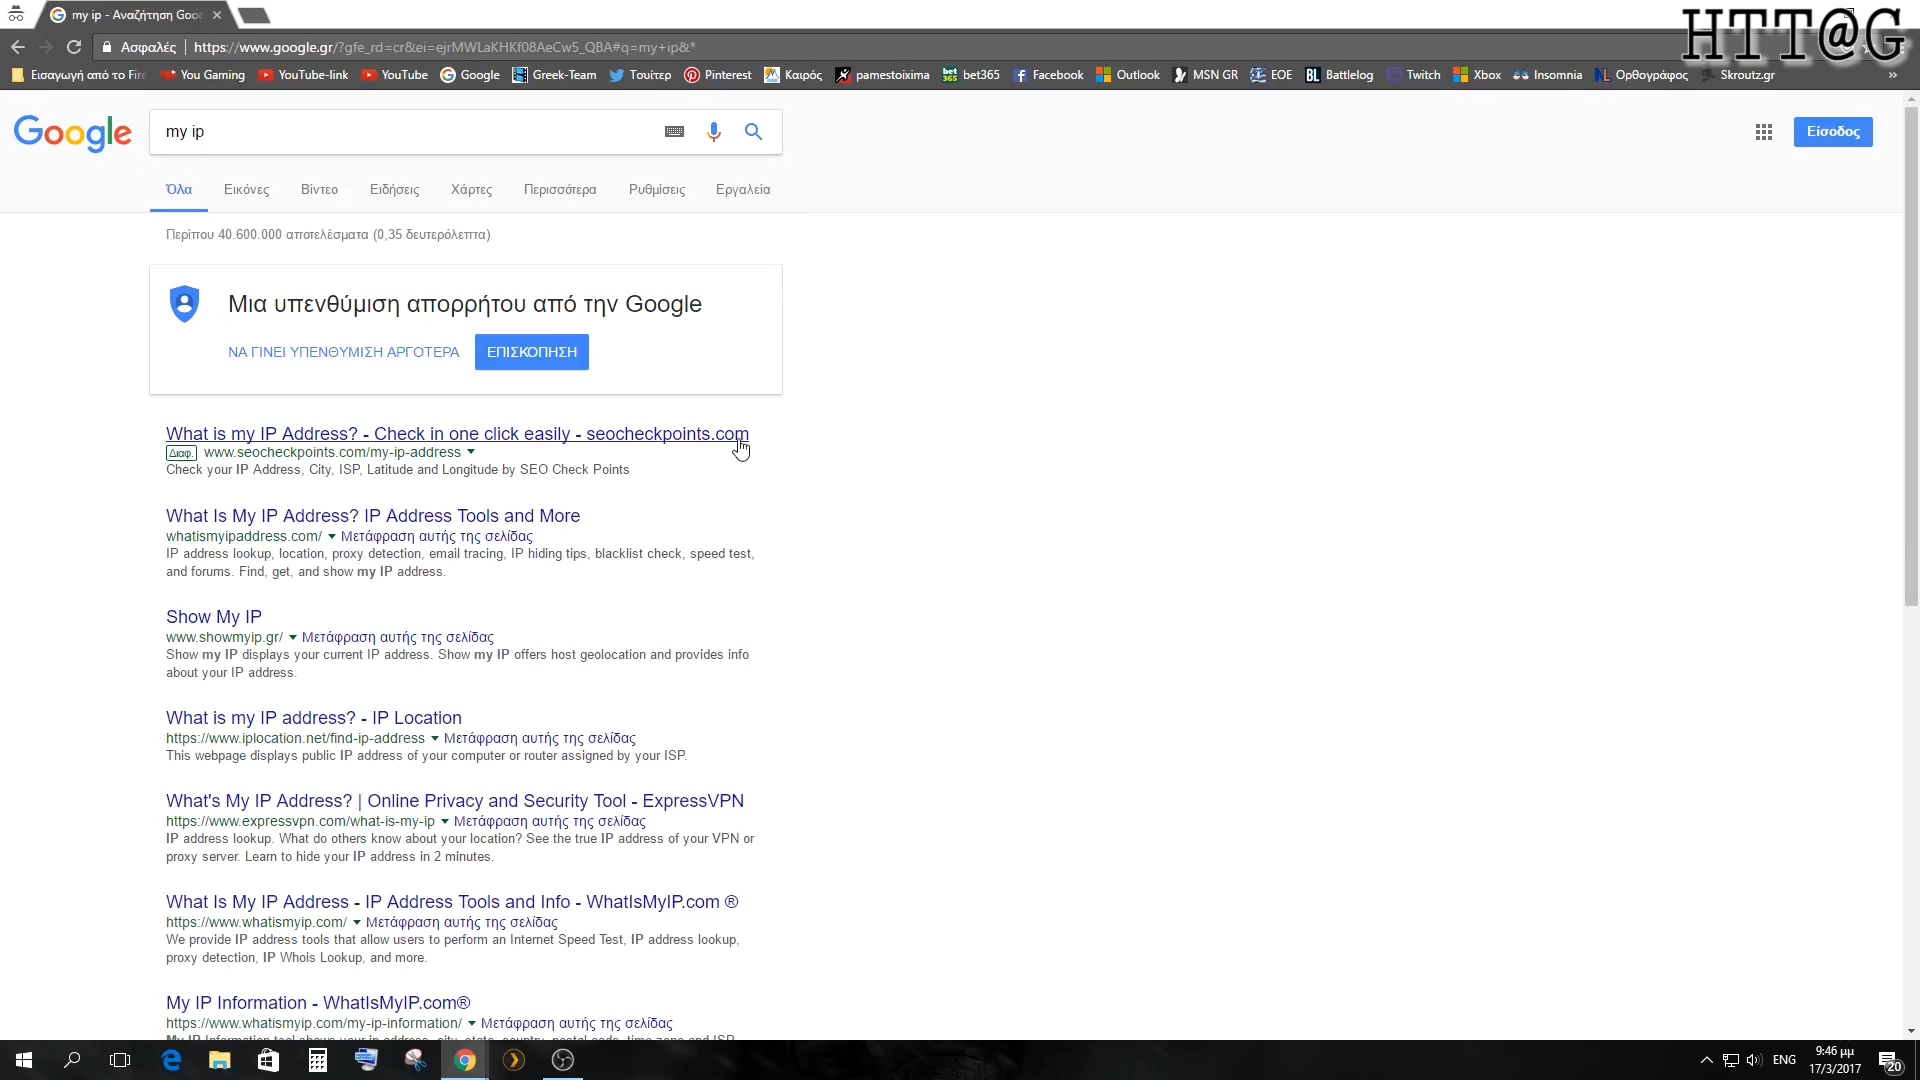 my ip - Αναζήτηση Goo
HTT@G
Ασφαλές https://www.google.gr/?gfe_rd=cr&ei=ejrMWLaKHKf08AeCw5_QBA#q=my+ip&*
Εισαγωγή από το Fire You Gaming YouTube-link YouTube Google Greek-Team Τουίτερ Pinterest Καιρός pamestoixima bet365 Facebook Outlook MSN GR EOE Battlelog Twitch Xbox Insomnia Ορθογράφος Skroutz.gr »
Google my ip Είσοδος
Όλα Εικόνες Βίντεο Ειδήσεις Χάρτες Περισσότερα Ρυθμίσεις Εργαλεία
Περίπου 40.600.000 αποτελέσματα (0,35 δευτερόλεπτα)
Μια υπενθύμιση απορρήτου από την Google
ΝΑ ΓΙΝΕΙ ΥΠΕΝΘΥΜΙΣΗ ΑΡΓΟΤΕΡΑ ΕΠΙΣΚΟΠΗΣΗ
What is my IP Address? - Check in one click easily - seocheckpoints.com
Διαφ. www.seocheckpoints.com/my-ip-address
Check your IP Address, City, ISP, Latitude and Longitude by SEO Check Points
What Is My IP Address? IP Address Tools and More
whatismyipaddress.com/ Μετάφραση αυτής της σελίδας
IP address lookup, location, proxy detection, email tracing, IP hiding tips, blacklist check, speed test,
and forums. Find, get, and show my IP address.
Show My IP
www.showmyip.gr/ Μετάφραση αυτής της σελίδας
Show my IP displays your current IP address. Show my IP offers host geolocation and provides info
about your IP address.
What is my IP address? - IP Location
https://www.iplocation.net/find-ip-address Μετάφραση αυτής της σελίδας
This webpage displays public IP address of your computer or router assigned by your ISP.
What's My IP Address? | Online Privacy and Security Tool - ExpressVPN
https://www.expressvpn.com/what-is-my-ip Μετάφραση αυτής της σελίδας
IP address lookup. What do others know about your location? See the true IP address of your VPN or
proxy server. Learn to hide your IP address in 2 minutes.
What Is My IP Address - IP Address Tools and Info - WhatIsMyIP.com ®
https://www.whatismyip.com/ Μετάφραση αυτής της σελίδας
We provide IP address tools that allow users to perform an Internet Speed Test, IP address lookup,
proxy detection, IP Whois Lookup, and more.
My IP Information - WhatIsMyIP.com®
https://www.whatismyip.com/my-ip-information/ Μετάφραση αυτής της σελίδας
My IP Information tool shows your ip address, city, state, country, postal code, time zone and ISP
ENG 9:46 μμ
17/3/2017 20